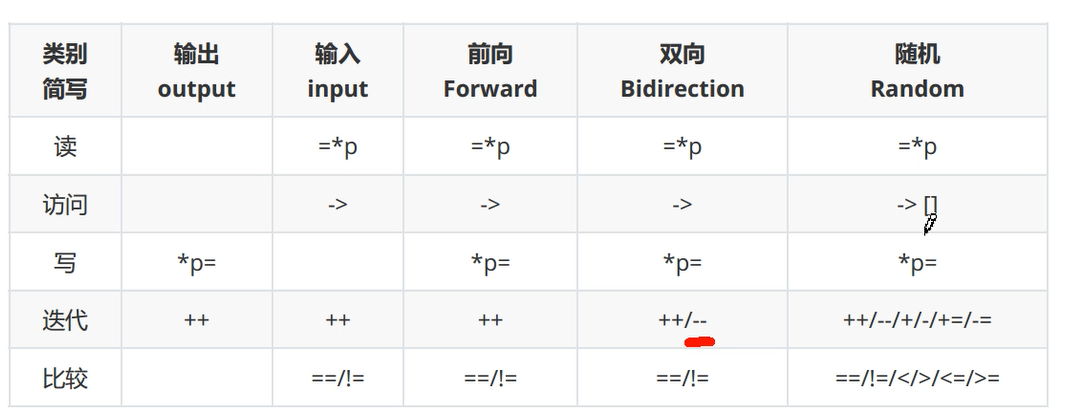 类别 输出 输入 前向 双向 随机
简写 output input Forward Bidirection Random
读 =*p =*p =*p =*p
访问 -> -> -> -> []
写 *p= *p= *p= *p=
迭代 ++ ++ ++ ++/-- ++/--/+/-/+=/-=
比较 ==/!= ==/!= ==/!= ==/!=/</>/<=/>=